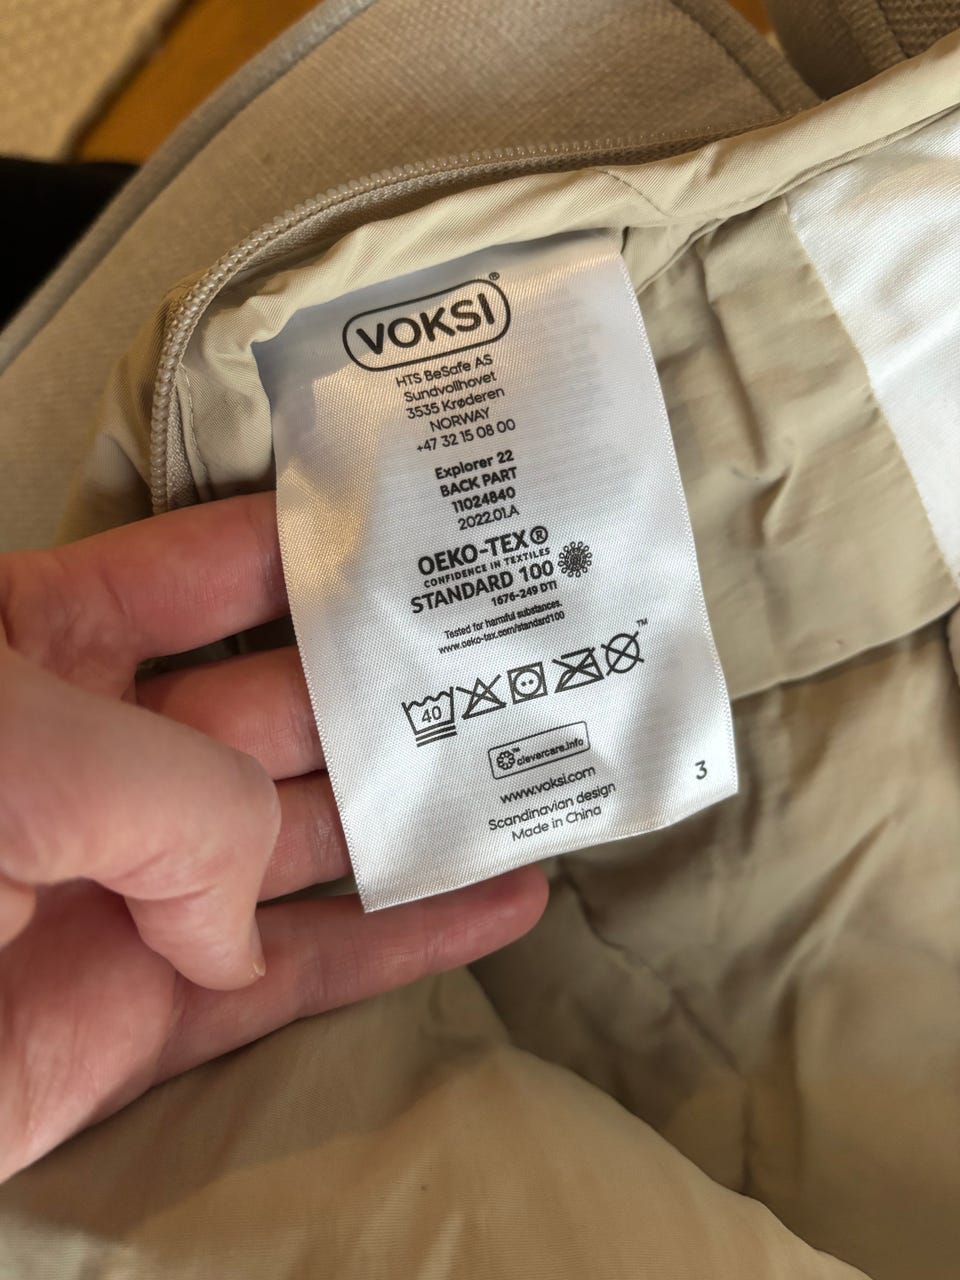 VOKSI®
HTS BeSafe AS
Sundvollhovet
3535 Krøderen
NORWAY
+47 32 15 08 00
Explorer 22
BACK PART
11024840
2022.01.A
OEKO-TEX®
CONFIDENCE IN TEXTILES
STANDARD 100
1676-249 DTI
Tested for harmful substances.
www.oeko-tex.com/standard100
40 ™
™ clevercare.info
www.voksi.com
Scandinavian design
Made in China
3